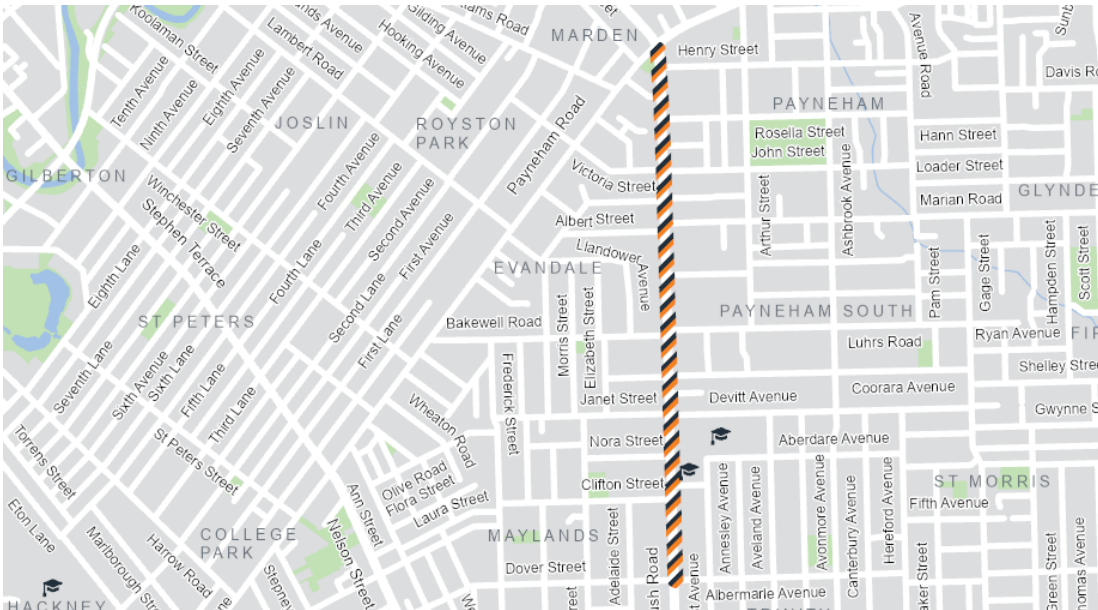 Koolaman Street
Lambert Road
Hooking Avenue
Gilding Avenue
MARDEN
Henry Street
Avenue Road
Davis
Tenth Avenue
Ninth Avenue
Eighth Avenue
Seventh Avenue
JOSLIN
ROYSTON
PARK
Payneham Road
PAYNEHAM
Rosella Street
John Street
Hann Street
Loader Street
Marian Road
GILBERTON
Winchester Street
Stephen Terrace
Fourth Avenue
Third Avenue
Second Avenue
First Avenue
Victoria Street
Albert Street
Llandower
Avenue
Arthur Street
Ashbrook Avenue
EVANDALE
Eighth Lane
Fourth Lane
Second Lane
First Lane
ST PETERS
Bakewell Road
Morris Street
Elizabeth Street
PAYNEHAM SOUTH
Pam Street
Gage Street
Hampden Street
Scott Street
Luhrs Road
Ryan Avenue
Shelley
Seventh Lane
Sixth Avenue
Sixth Lane
Fifth Lane
Third Lane
Frederick Street
Janet Street
Devitt Avenue
Coorara Avenue
Gwynne
Wheaton Road
Nora Street
Aberdare Avenue
Torrens Street
St Peters Street
Olive Road
Flora Street
Laura Street
Clifton Street
Annesley Avenue
Aveland Avenue
Avonmore Avenue
Canterbury Avenue
Hereford Avenue
ST MORRIS
Fifth Avenue
Eton Lane
Marlborough
Harrow Road
COLLEGE
PARK
Nelson Street
Ann Street
MAYLANDS
Dover Street
Adelaide Street
Road
Avenue
Albermarle Avenue
Green Street
Avenue
HACKNEY